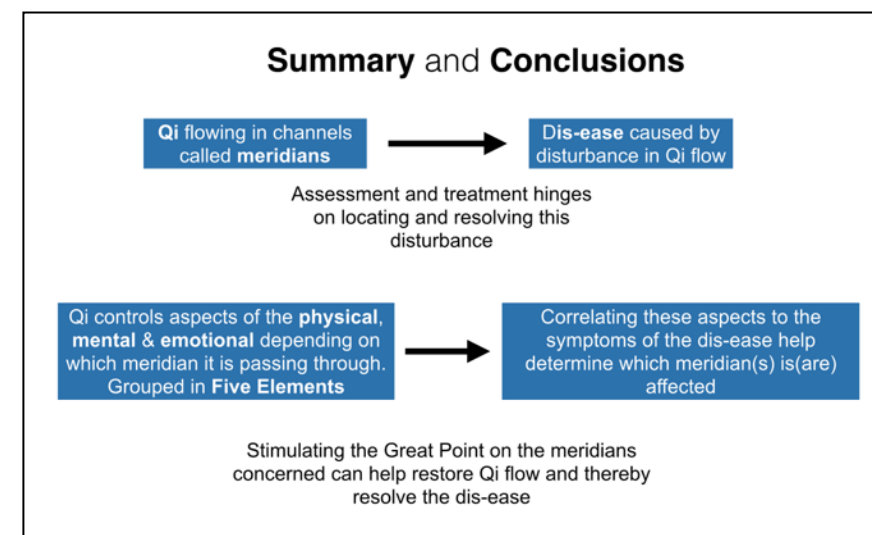 Summary and Conclusions
Qi flowing in channels
called meridians
Dis-ease caused by
disturbance in Qi flow
Assessment and treatment hinges
on locating and resolving this
disturbance
Qi controls aspects of the physical,
mental & emotional depending on
which meridian it is passing through.
Grouped in Five Elements
Correlating these aspects to the
symptoms of the dis-ease help
determine which meridian(s) is(are)
affected
Stimulating the Great Point on the meridians
concerned can help restore Qi flow and thereby
resolve the dis-ease